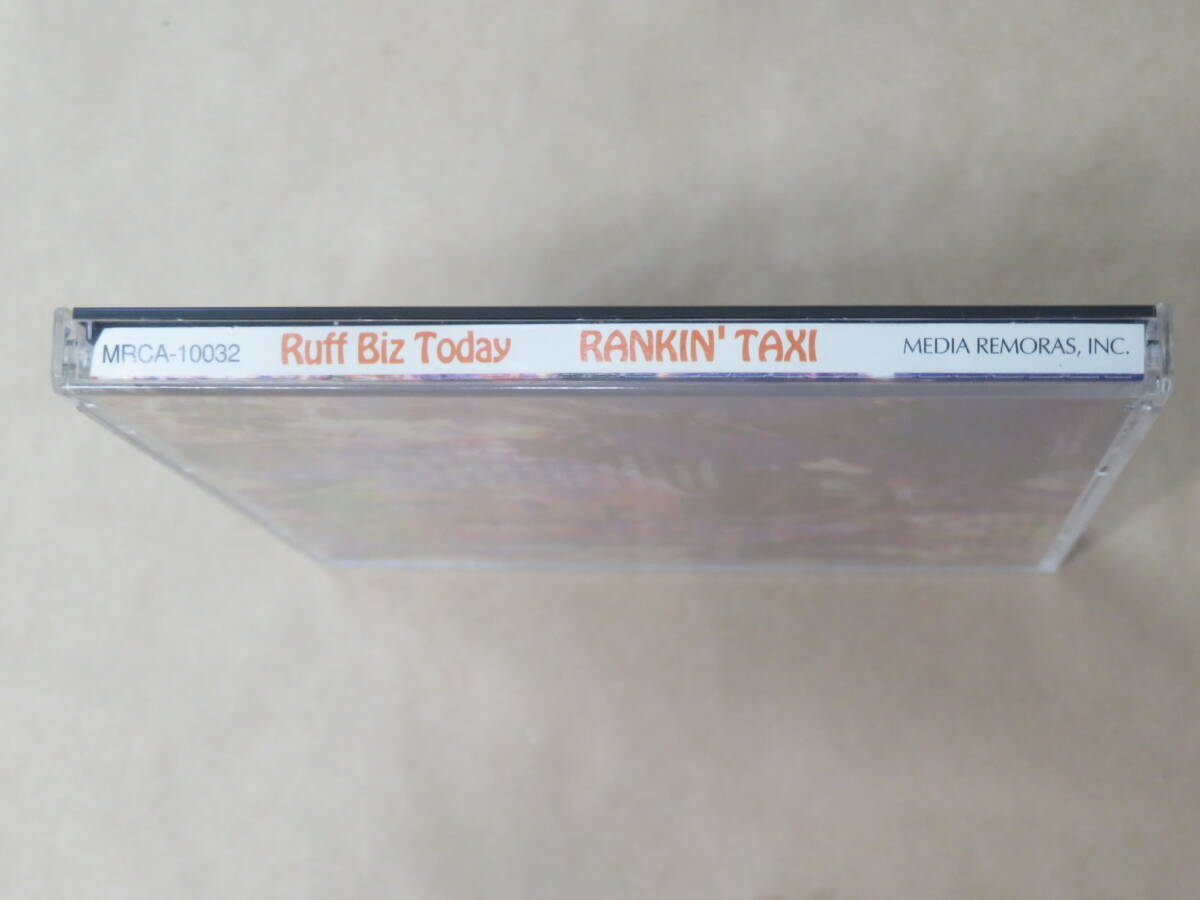 MRCA-10032 Ruff Biz Today RANKIN' TAXI MEDIA REMORAS, INC.